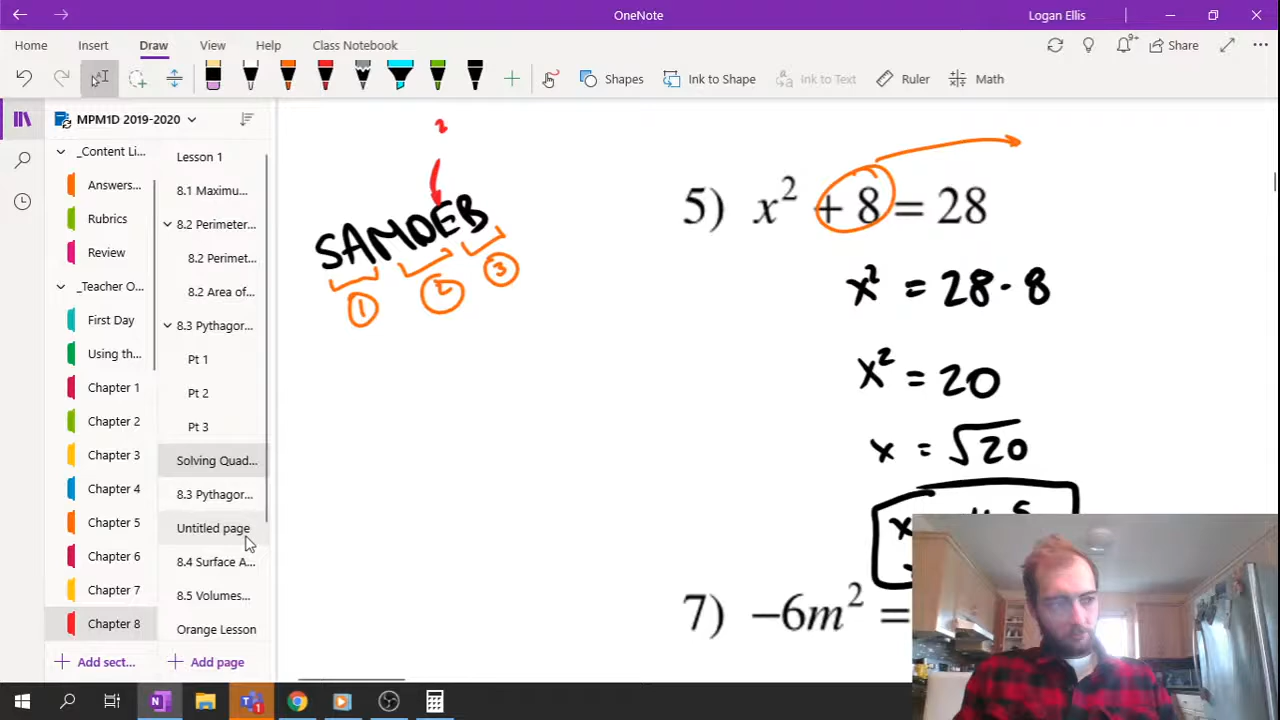 OneNote
Logan Ellis
Home Insert Draw View Help Class Notebook
9+ Share
Shapes Ink to Shape Ink to Text Ruler Math
MPM1D 2019-2020
_Content Li...
Answers...
Rubrics
Review
_Teacher O...
First Day
Using th...
Chapter 1
Chapter 2
Chapter 3
Chapter 4
Chapter 5
Chapter 6
Chapter 7
Chapter 8
Add sect...
Lesson 1
8.1 Maximu...
8.2 Perimeter...
8.2 Perimet...
8.2 Area of...
8.3 Pythagor...
Pt 1
Pt 2
Pt 3
Solving Quad...
8.3 Pythagor...
Untitled page
8.4 Surface A...
8.5 Volumes...
Orange Lesson
Add page
2
SAMDEB
1 2 3
5) x² + 8 = 28
x² = 28 - 8
x² = 20
x = √20
x
7) −6m² =
1